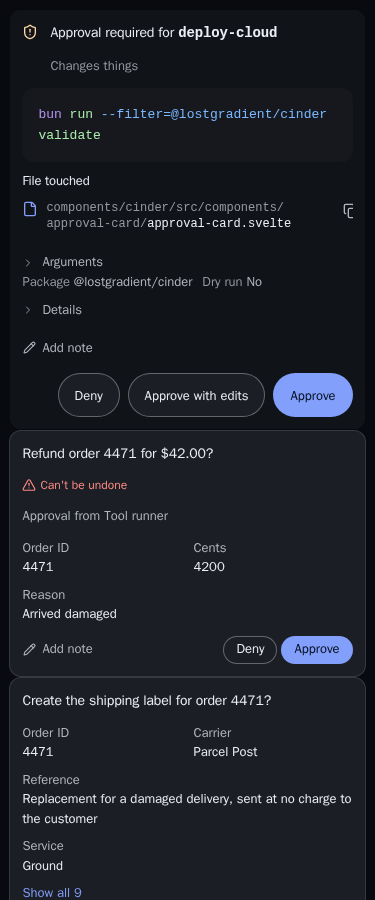 Approval required for deploy-cloud
Changes things
bun run --filter=@lostgradient/cinder
validate
File touched
components/cinder/src/components/
approval-card/approval-card.svelte
Arguments
Package @lostgradient/cinder Dry run No
Details
Add note
Deny
Approve with edits
Approve
Refund order 4471 for $42.00?
Can't be undone
Approval from Tool runner
Order ID
Cents
4471
4200
Reason
Arrived damaged
Add note
Deny
Approve
Create the shipping label for order 4471?
Order ID
Carrier
4471
Parcel Post
Reference
Replacement for a damaged delivery, sent at no charge to
the customer
Service
Ground
Show all 9